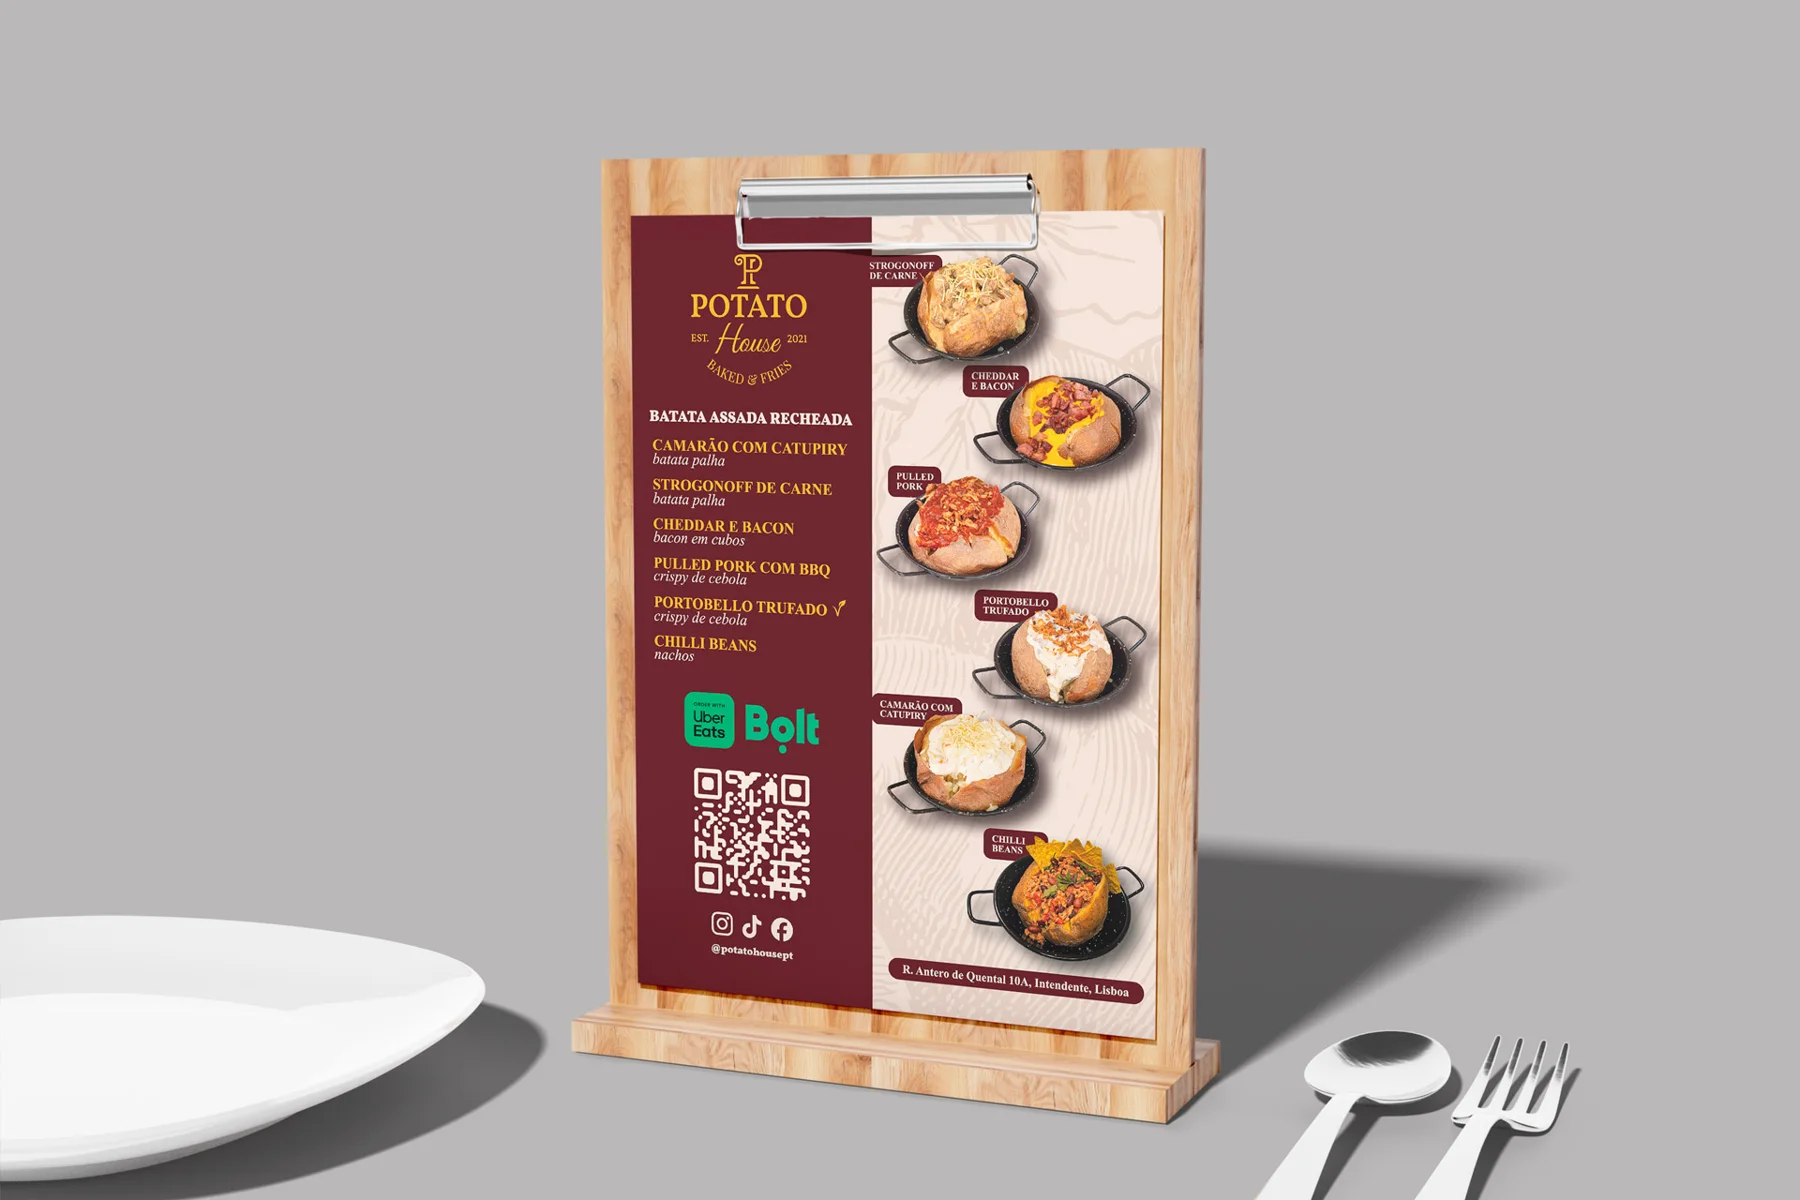 POTATO
EST. House 2021
BAKED & FRIES
BATATA ASSADA RECHEADA
CAMARÃO COM CATUPIRY
batata palha
STROGONOFF DE CARNE
batata palha
CHEDDAR E BACON
bacon em cubos
PULLED PORK COM BBQ
crispy de cebola
PORTOBELLO TRUFADO
crispy de cebola
CHILLI BEANS
nachos
ORDER WITH
Uber
Eats
Bolt
@potatohousept
STROGONOFF
DE CARNE
CHEDDAR
E BACON
PULLED
PORK
PORTOBELLO
TRUFADO
CAMARÃO COM
CATUPIRY
CHILLI
BEANS
R. Antero de Quental 10A, Intendente, Lisboa